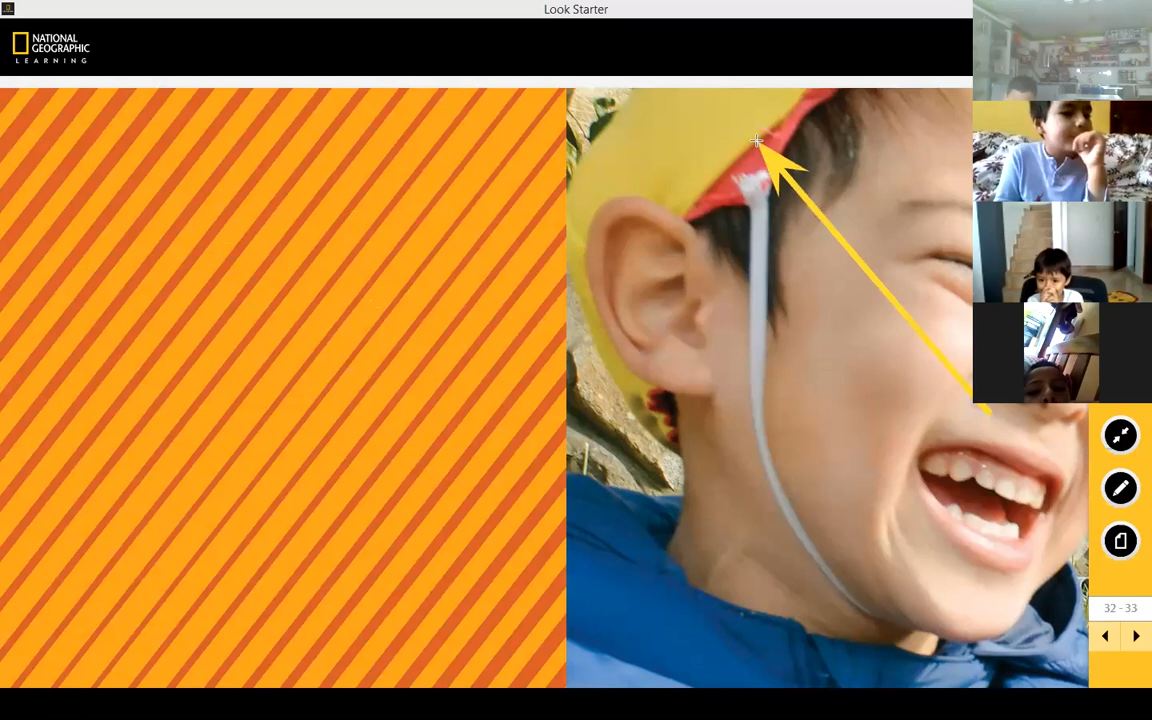 Look Starter
NATIONAL
GEOGRAPHIC
LEARNING
32 - 33